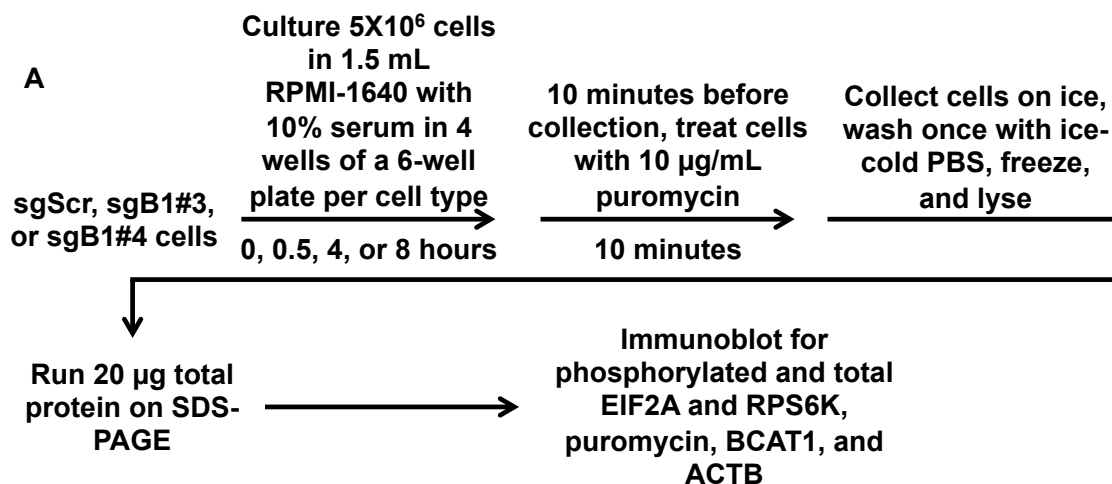 A
sgScr, sgB1#3,
or sgB1#4 cells
Culture 5X10⁶ cells
in 1.5 mL
RPMI-1640 with
10% serum in 4
wells of a 6-well
plate per cell type
0, 0.5, 4, or 8 hours
10 minutes before
collection, treat cells
with 10 µg/mL
puromycin
10 minutes
Collect cells on ice,
wash once with ice-
cold PBS, freeze,
and lyse
Run 20 µg total
protein on SDS-
PAGE
Immunoblot for
phosphorylated and total
EIF2A and RPS6K,
puromycin, BCAT1, and
ACTB